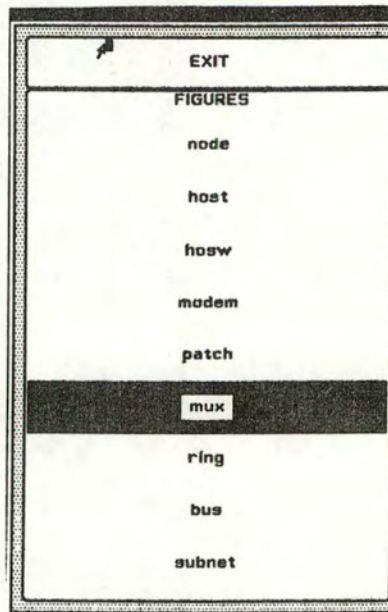 EXIT
FIGURES
node
host
hosw
modem
patch
mux
ring
bus
subnet